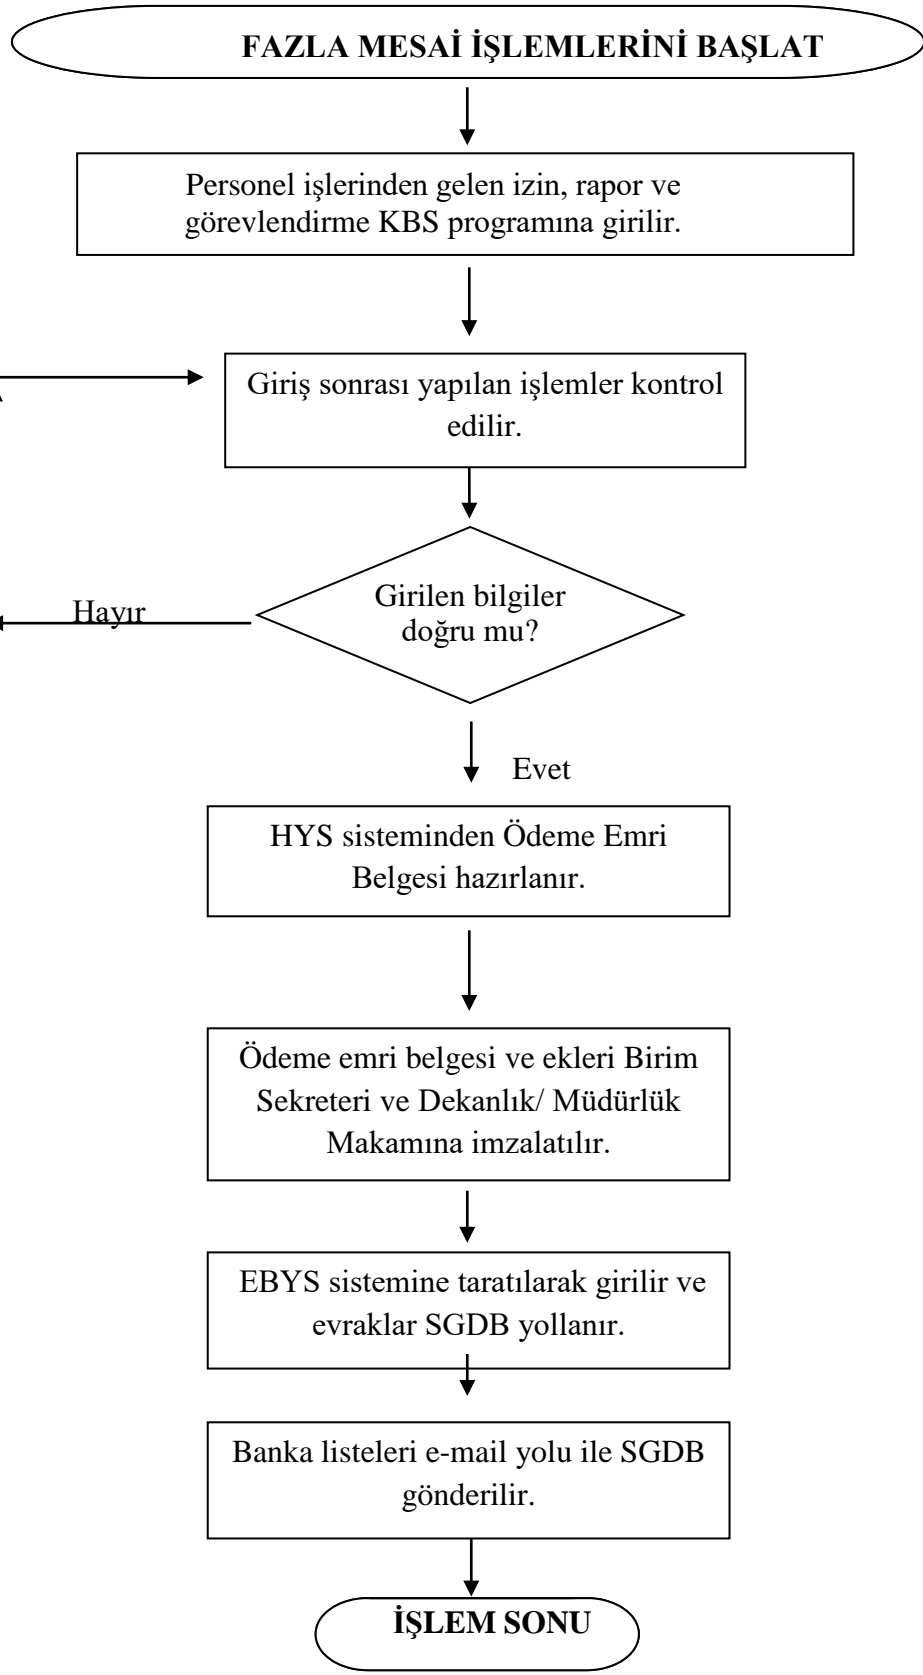 FAZLA MESAİ İŞLEMLERİNİ BAŞLAT
Personel işlerinden gelen izin, rapor ve
görevlendirme KBS programına girilir.
Giriş sonrası yapılan işlemler kontrol
edilir.
Girilen bilgiler
doğru mu?
Hayır
Evet
HYS sisteminden Ödeme Emri
Belgesi hazırlanır.
Ödeme emri belgesi ve ekleri Birim
Sekreteri ve Dekanlık/ Müdürlük
Makamına imzalatılır.
EBYS sistemine taratılarak girilir ve
evraklar SGDB yollanır.
Banka listeleri e-mail yolu ile SGDB
gönderilir.
İŞLEM SONU